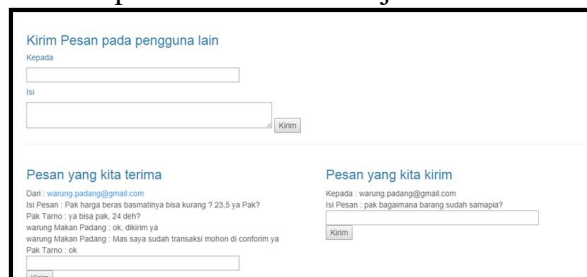 Kirim Pesan pada pengguna lain
Kepada
Isi
Kirim
Pesan yang kita terima
Dari : warung.padang@gmail.com
Isi Pesan : Pak harga beras basmatinya bisa kurang ? 23,5 ya Pak?
Pak Tarno : ya bisa pak, 24 deh?
warung Makan Padang : ok, dikirim ya
warung Makan Padang : Mas saya sudah transaksi mohon di conforim ya
Pak Tarno : ok
Kirim
Pesan yang kita kirim
Kepada : warung.padang@gmail.com
Isi Pesan : pak bagaimana barang sudah samapia?
Kirim